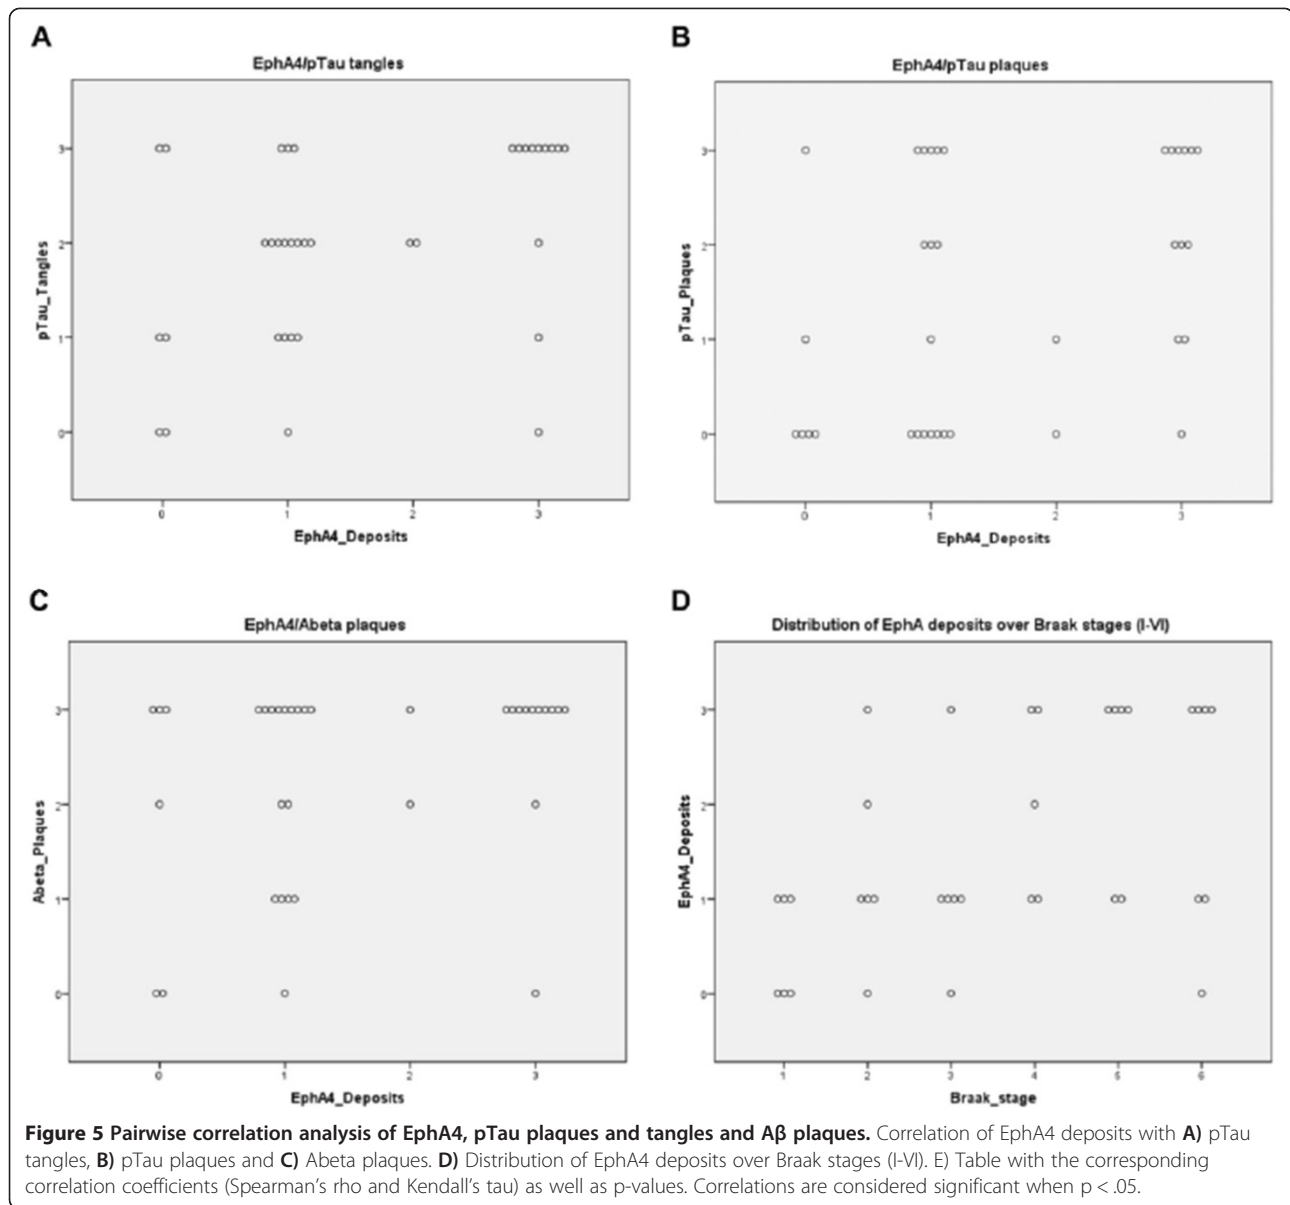 A
EphA4/pTau tangles
3
2
1
0
pTau_Tangles
0 1 2 3
EphA4_Deposits
B
EphA4/pTau plaques
3
2
1
0
pTau_Plaques
0 1 2 3
EphA4_Deposits
C
EphA4/Abeta plaques
3
2
1
0
Abeta_Plaques
0 1 2 3
EphA4_Deposits
D
Distribution of EphA deposits over Braak stages (I-VI)
3
2
1
0
EphA4_Deposits
1 2 3 4 5 6
Braak_stage
Figure 5 Pairwise correlation analysis of EphA4, pTau plaques and tangles and Aβ plaques. Correlation of EphA4 deposits with A) pTau
tangles, B) pTau plaques and C) Abeta plaques. D) Distribution of EphA4 deposits over Braak stages (I-VI). E) Table with the corresponding
correlation coefficients (Spearman's rho and Kendall's tau) as well as p-values. Correlations are considered significant when p < .05.